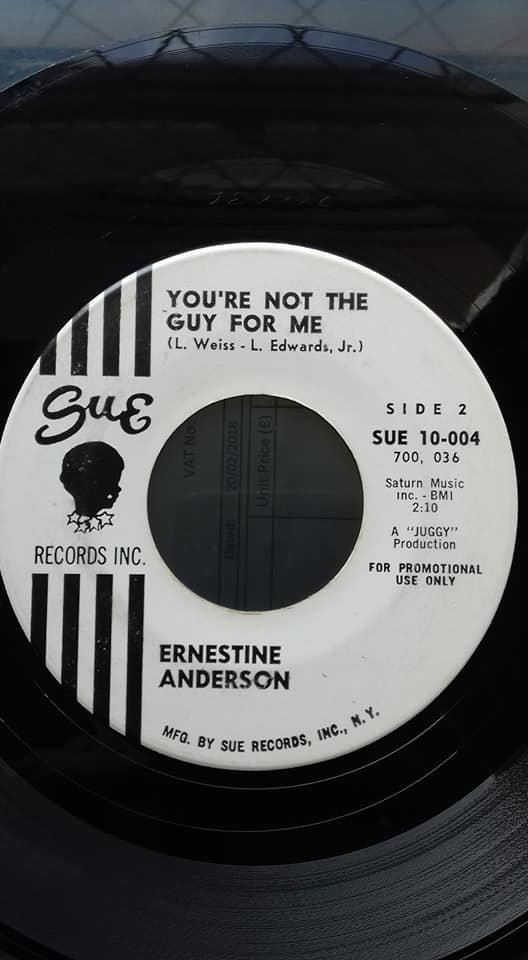 YOU'RE NOT THE
GUY FOR ME
(L. Weiss - L. Edwards, Jr.)
Sue
RECORDS INC.
SIDE 2
SUE 10-004
700, 036
Saturn Music
Inc. - BMI
2:10
A "JUGGY"
Production
FOR PROMOTIONAL
USE ONLY
VAT No
Dated: 20/02/2018
Unit Price (£)
ERNESTINE
ANDERSON
MFG. BY SUE RECORDS, INC., N.Y.